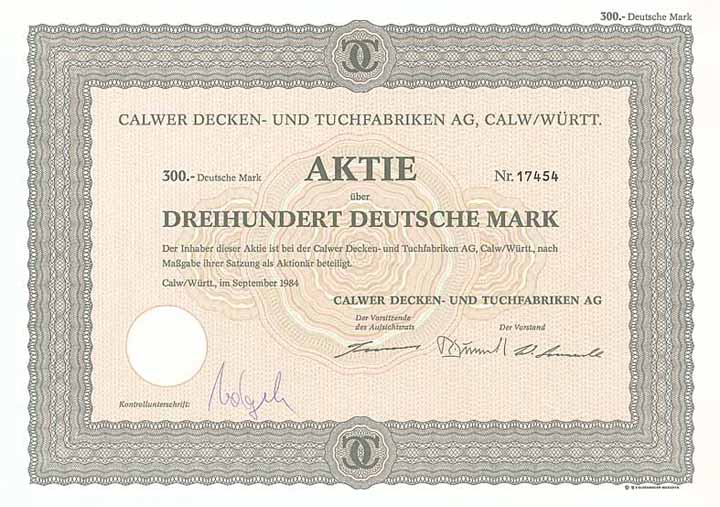 300.- Deutsche Mark
CALWER DECKEN- UND TUCHFABRIKEN AG, CALW/WÜRTT.
300.- Deutsche Mark AKTIE Nr. 17454
über
DREIHUNDERT DEUTSCHE MARK
Der Inhaber dieser Aktie ist bei der Calwer Decken- und Tuchfabriken AG, Calw/Württ., nach
Maßgabe ihrer Satzung als Aktionär beteiligt.
Calw/Württ., im September 1984
CALWER DECKEN- UND TUCHFABRIKEN AG
Der Vorsitzende
des Aufsichtsrats Der Vorstand
Kontrollunterschrift: